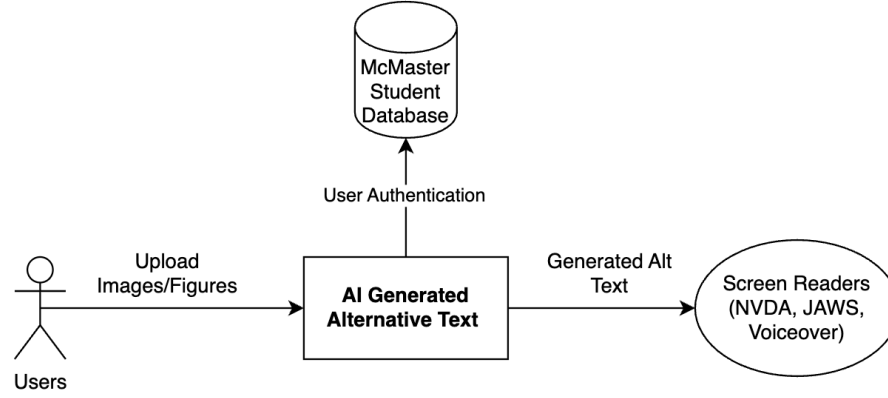 McMaster
Student
Database
User Authentication
Upload
Images/Figures
Generated Alt
Text
AI Generated
Alternative Text
Screen Readers
(NVDA, JAWS,
Voiceover)
Users